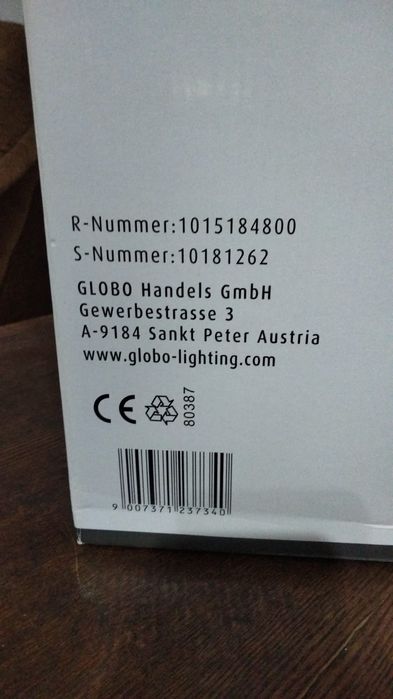 R-Nummer:1015184800
S-Nummer:10181262
GLOBO Handels GmbH
Gewerbestrasse 3
A-9184 Sankt Peter Austria
www.globo-lighting.com
CE
80387
9 007371 237340